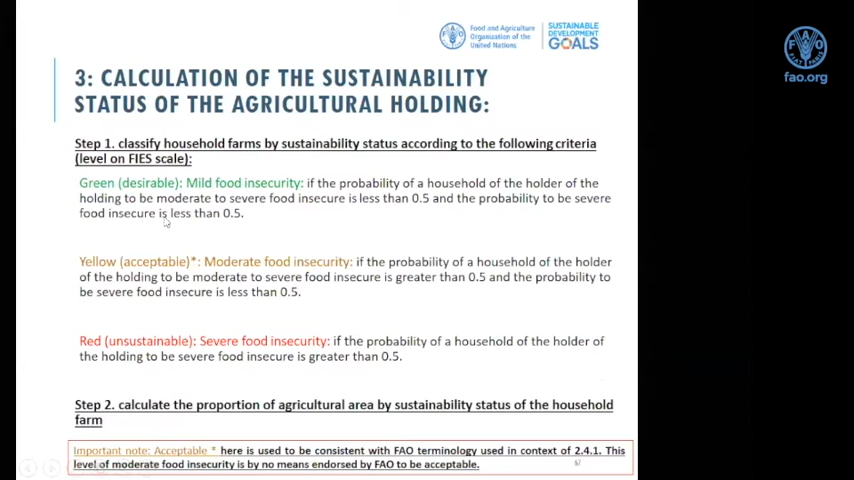 Food and Agriculture
Organization of the
United Nations
SUSTAINABLE
DEVELOPMENT
GOALS
FAO
fao.org
3: CALCULATION OF THE SUSTAINABILITY
STATUS OF THE AGRICULTURAL HOLDING:
Step 1. classify household farms by sustainability status according to the following criteria
(level on FIES scale):
Green (desirable): Mild food insecurity: if the probability of a household of the holder of the
holding to be moderate to severe food insecure is less than 0.5 and the probability to be severe
food insecure is less than 0.5.
Yellow (acceptable)*: Moderate food insecurity: if the probability of a household of the holder
of the holding to be moderate to severe food insecure is greater than 0.5 and the probability to
be severe food insecure is less than 0.5.
Red (unsustainable): Severe food insecurity: if the probability of a household of the holder of
the holding to be severe food insecure is greater than 0.5.
Step 2. calculate the proportion of agricultural area by sustainability status of the household
farm
Important note: Acceptable * here is used to be consistent with FAO terminology used in context of 2.4.1. This
level of moderate food insecurity is by no means endorsed by FAO to be acceptable.